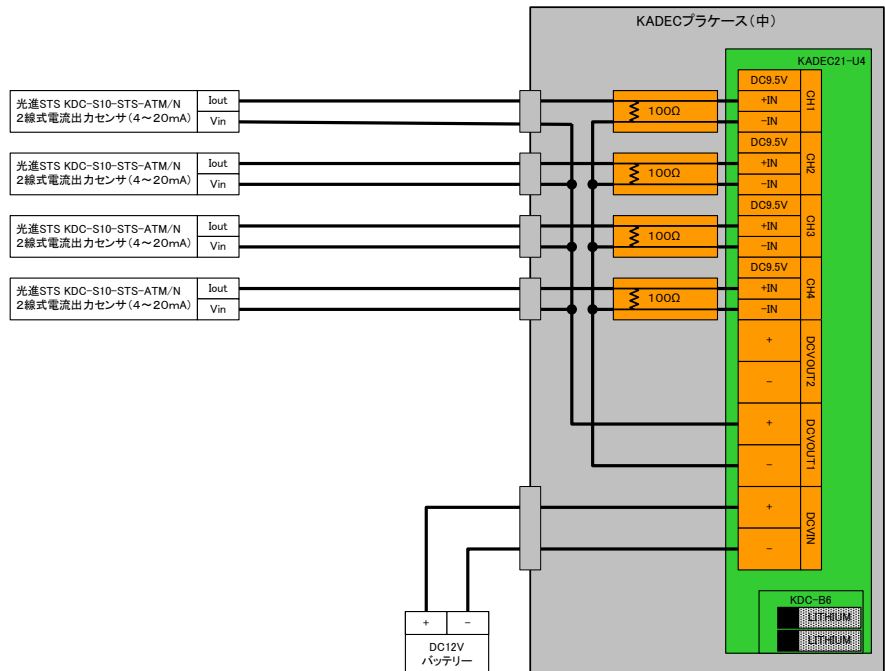 KADECプラケース(中)
KADEC21-U4
光進STS KDC-S10-STS-ATM/N
2線式電流出力センサ(4~20mA)
Iout
Vin
100Ω
DC9.5V
+IN
-IN
CH1
光進STS KDC-S10-STS-ATM/N
2線式電流出力センサ(4~20mA)
Iout
Vin
100Ω
DC9.5V
+IN
-IN
CH2
光進STS KDC-S10-STS-ATM/N
2線式電流出力センサ(4~20mA)
Iout
Vin
100Ω
DC9.5V
+IN
-IN
CH3
光進STS KDC-S10-STS-ATM/N
2線式電流出力センサ(4~20mA)
Iout
Vin
100Ω
DC9.5V
+IN
-IN
CH4
+
-
DCVOUT2
+
-
DCVOUT1
+
-
DCVIN
KDC-B6
LITHIUM
LITHIUM
+
-
DC12V
バッテリー